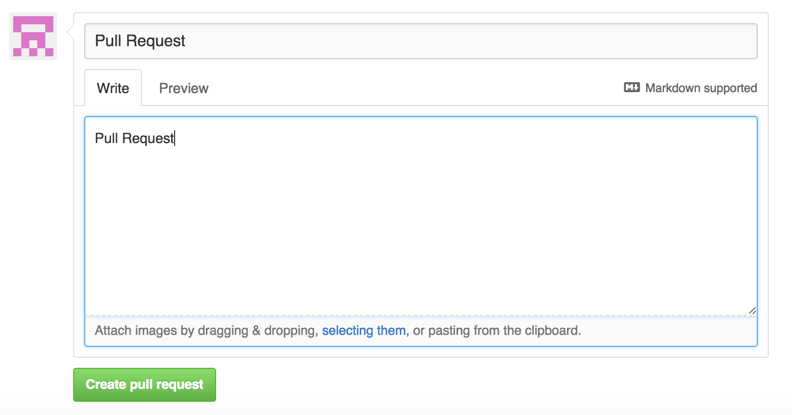 Pull Request
Write Preview Markdown supported
Pull Request
Attach images by dragging & dropping, selecting them, or pasting from the clipboard.
Create pull request